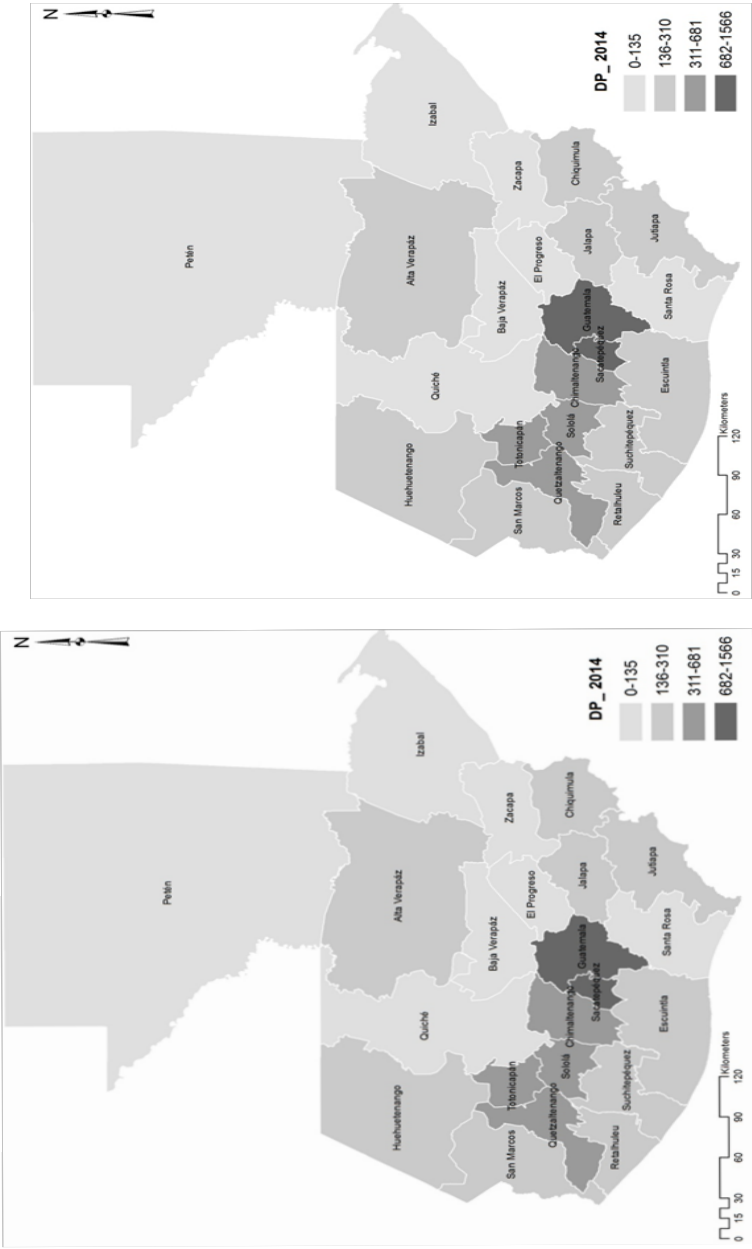 N
Petén
Izabal
Alta Verapáz
Quiché
Huehuetenango
Baja Verapáz
Zacapa
El Progreso
Totonicapán
San Marcos
Quetzaltenango
Sololá
Chimaltenango
Sacatepéquez
Guatemala
Jalapa
Chiquimula
Retalhuleu
Suchitepéquez
Escuintla
Santa Rosa
Jutiapa
DP_ 2014
0-135
136-310
311-681
682-1566
0 15 30 60 90 120
Kilometers
N
Petén
Izabal
Alta Verapáz
Quiché
Huehuetenango
Baja Verapáz
Zacapa
El Progreso
Totonicapán
San Marcos
Quetzaltenango
Sololá
Chimaltenango
Sacatepéquez
Guatemala
Jalapa
Chiquimula
Retalhuleu
Suchitepéquez
Escuintla
Santa Rosa
Jutiapa
DP_ 2014
0-135
136-310
311-681
682-1566
0 15 30 60 90 120
Kilometers